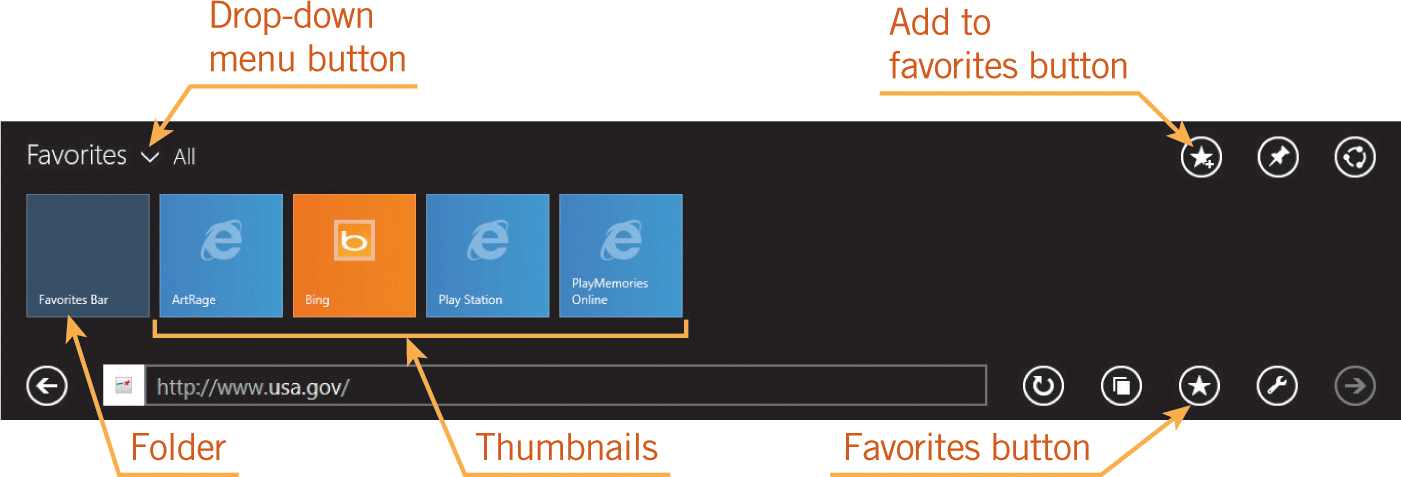 Drop-down
menu button
Add to
favorites button
Favorites All
Favorites Bar
ArtRage
b
Bing
Play Station
PlayMemories
Online
http://www.usa.gov/
Folder
Thumbnails
Favorites button